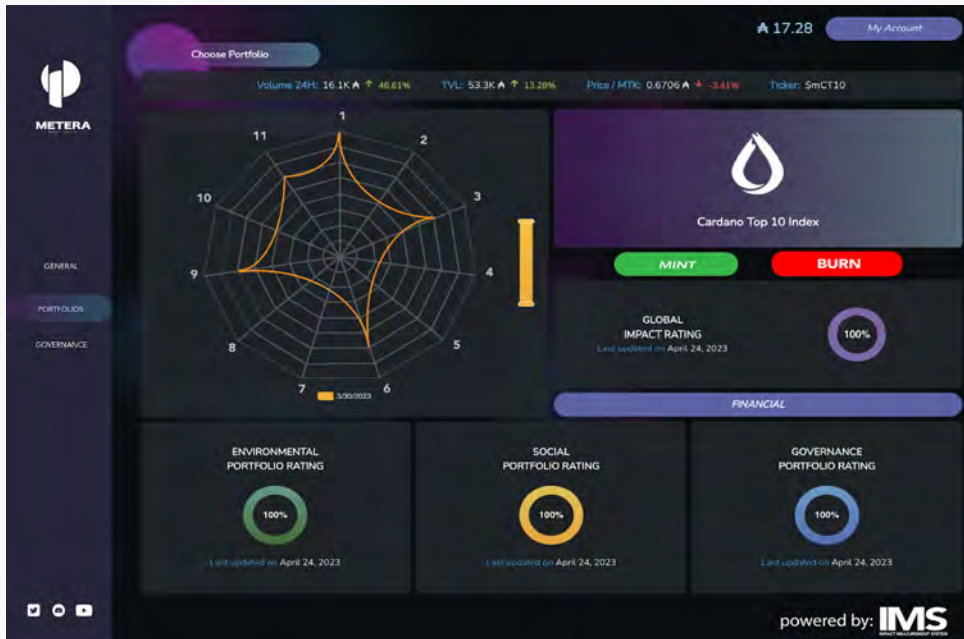 ₳ 17.28
My Account
Choose Portfolio
METERA
Volume 24H: 16.1K ₳ ↑ 46.61% TVL: 53.3K ₳ ↑ 13.28% Price / MTK: 0.6706 ₳ ↓ -3.41% Ticker: $mCT10
1
2
3
4
5
6
7
8
9
10
11
3/30/2023
Cardano Top 10 Index
MINT
BURN
GENERAL
PORTFOLIOS
GOVERNANCE
GLOBAL
IMPACT RATING
Last updated on April 24, 2023
100%
FINANCIAL
ENVIRONMENTAL
PORTFOLIO RATING
100%
Last updated on April 24, 2023
SOCIAL
PORTFOLIO RATING
100%
Last updated on April 24, 2023
GOVERNANCE
PORTFOLIO RATING
100%
Last updated on April 24, 2023
powered by: IMS
IMPACT MEASUREMENT SYSTEM